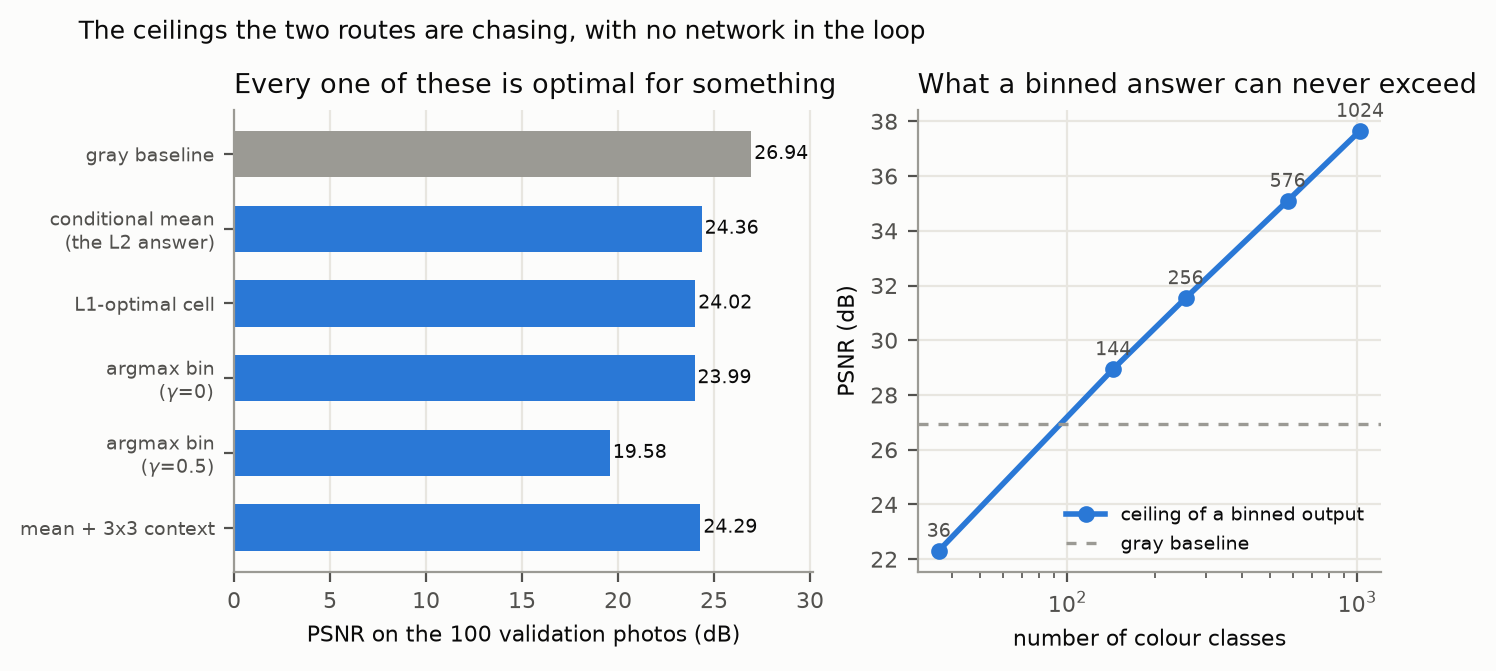 The ceilings the two routes are chasing, with no network in the loop
Every one of these is optimal for something
gray baseline
26.94
conditional mean
(the L2 answer)
24.36
L1-optimal cell
24.02
argmax bin
(γ=0)
23.99
argmax bin
(γ=0.5)
19.58
mean + 3x3 context
24.29
0 5 10 15 20 25 30
PSNR on the 100 validation photos (dB)
What a binned answer can never exceed
PSNR (dB)
38
36
34
32
30
28
26
24
22
1024
576
256
144
36
ceiling of a binned output
gray baseline
10² 10³
number of colour classes